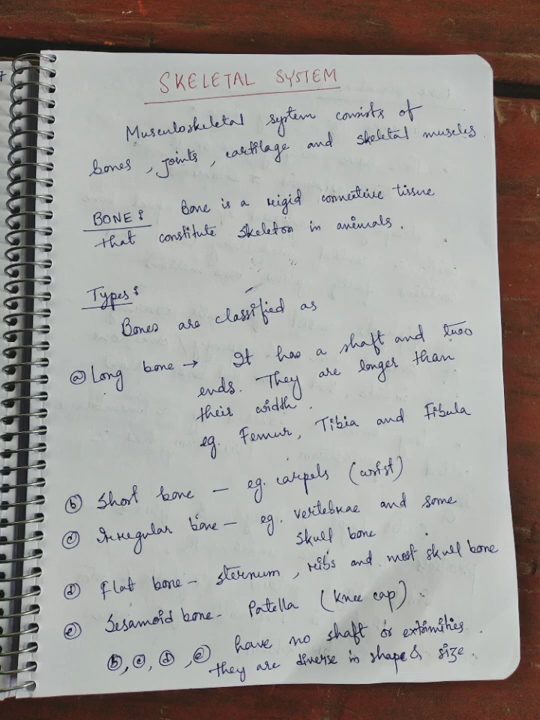 SKELETAL SYSTEM
Musculoskeletal system consists of
bones, joints, cartilage and skeletal muscles.
BONE: Bone is a rigid connective tissue
that constitute skeleton in animals.
Types:
Bones are classified as
ⓐ Long bone → It has a shaft and two
ends. They are longer than
their width.
eg. Femur, Tibia and Fibula
ⓑ Short bone — eg. carpels (wrist)
ⓒ Irregular bone — eg. vertebrae and some
skull bone
ⓓ Flat bone - sternum, ribs and most skull bone
ⓔ Sesamoid bone - Patella (knee cap).
ⓑ, ⓒ, ⓓ, ⓔ have no shaft or extimities.
they are diverse in shape & size.